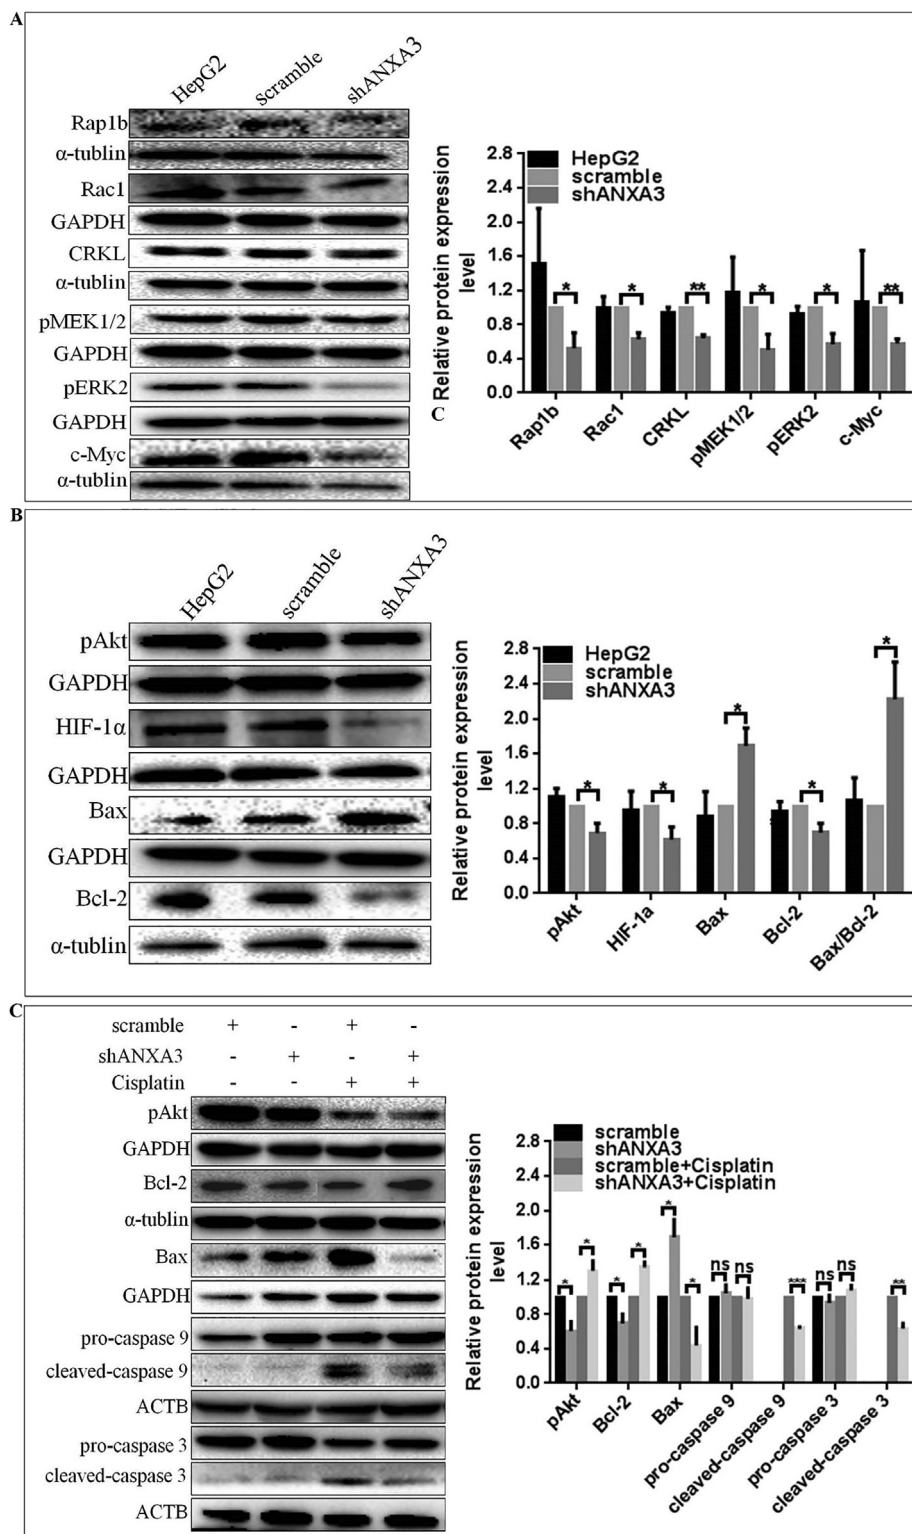 A
HepG2 scramble shANXA3
Rap1b
α-tublin
Rac1
GAPDH
CRKL
α-tublin
pMEK1/2
GAPDH
pERK2
GAPDH
c-Myc
α-tublin
Relative protein expression
level
2.8
2.4
2.0
1.6
1.2
0.8
0.4
0.0
HepG2
scramble
shANXA3
* * ** * * **
Rap1b Rac1 CRKL pMEK1/2 pERK2 c-Myc
C
B
HepG2 scramble shANXA3
pAkt
GAPDH
HIF-1α
GAPDH
Bax
GAPDH
Bcl-2
α-tublin
Relative protein expression
level
2.8
2.4
2.0
1.6
1.2
0.8
0.4
0.0
HepG2
scramble
shANXA3
* * * * *
pAkt HIF-1a Bax Bcl-2 Bax/Bcl-2
C
scramble + - + -
shANXA3 - + - +
Cisplatin - - + +
pAkt
GAPDH
Bcl-2
α-tublin
Bax
GAPDH
pro-caspase 9
cleaved-caspase 9
ACTB
pro-caspase 3
cleaved-caspase 3
ACTB
Relative protein expression
level
2.8
2.4
2.0
1.6
1.2
0.8
0.4
0.0
scramble
shANXA3
scramble+Cisplatin
shANXA3+Cisplatin
* * * * * * ns ns *** ns ns **
pAkt Bcl-2 Bax pro-caspase 9 cleaved-caspase 9 pro-caspase 3 cleaved-caspase 3